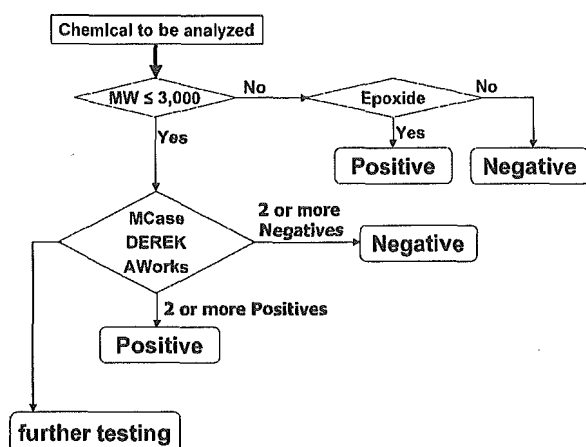 Chemical to be analyzed
MW ≤ 3,000
No
Epoxide
No
Yes
Yes
Positive
Negative
MCase
DEREK
AWorks
2 or more
Negatives
Negative
2 or more Positives
Positive
further testing